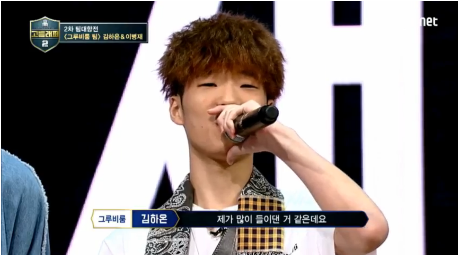 고등래퍼
2
2차 팀대항전
<그루비룸 팀> 김하온&이병재
net
그루비룸 김하온 제가 많이 들이댄 거 같은데요